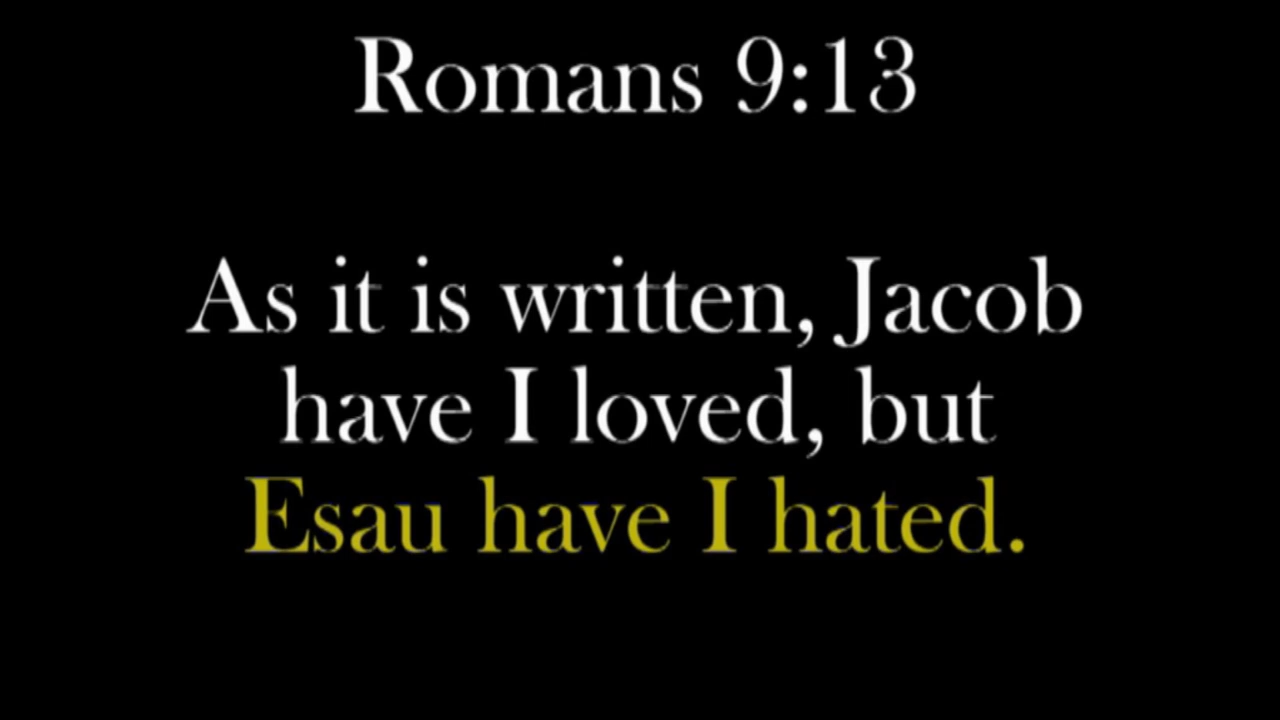 Romans 9:13
As it is written, Jacob
have I loved, but
Esau have I hated.